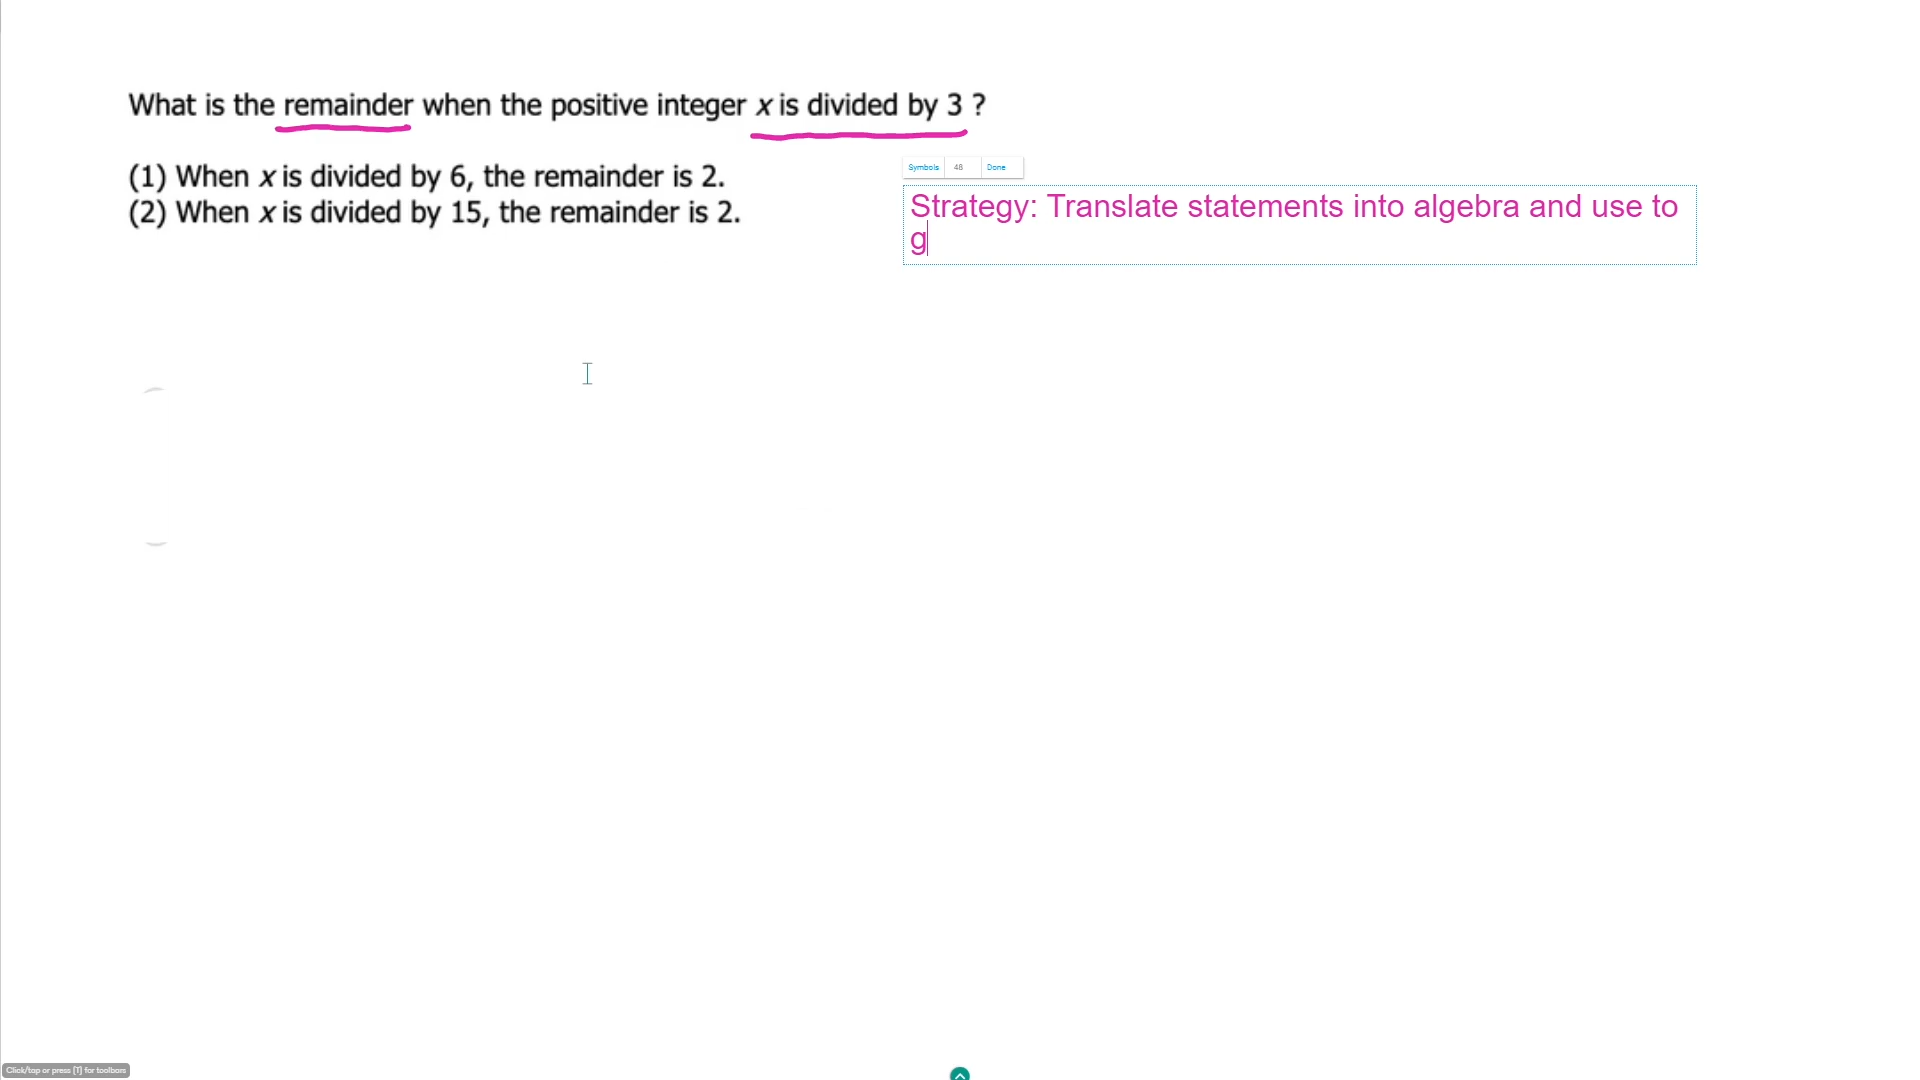 What is the remainder when the positive integer x is divided by 3 ?
(1) When x is divided by 6, the remainder is 2.
(2) When x is divided by 15, the remainder is 2.
Symbols 48 Done
Strategy: Translate statements into algebra and use to
g
Click/tap or press [T] for toolbars